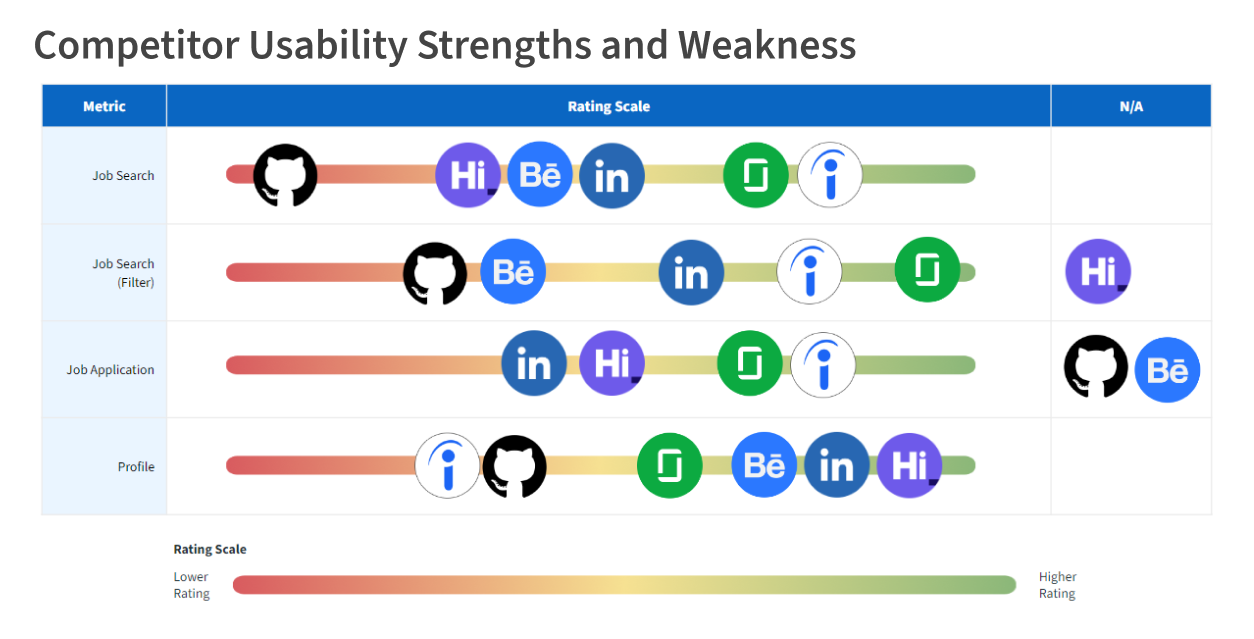 Competitor Usability Strengths and Weakness
Metric
Rating Scale
N/A
Job Search
Hi
Bē
in
i
Job Search
(Filter)
Bē
in
i
Hi
Job Application
in
Hi
i
Bē
Profile
i
Bē
in
Hi
Rating Scale
Lower
Rating
Higher
Rating